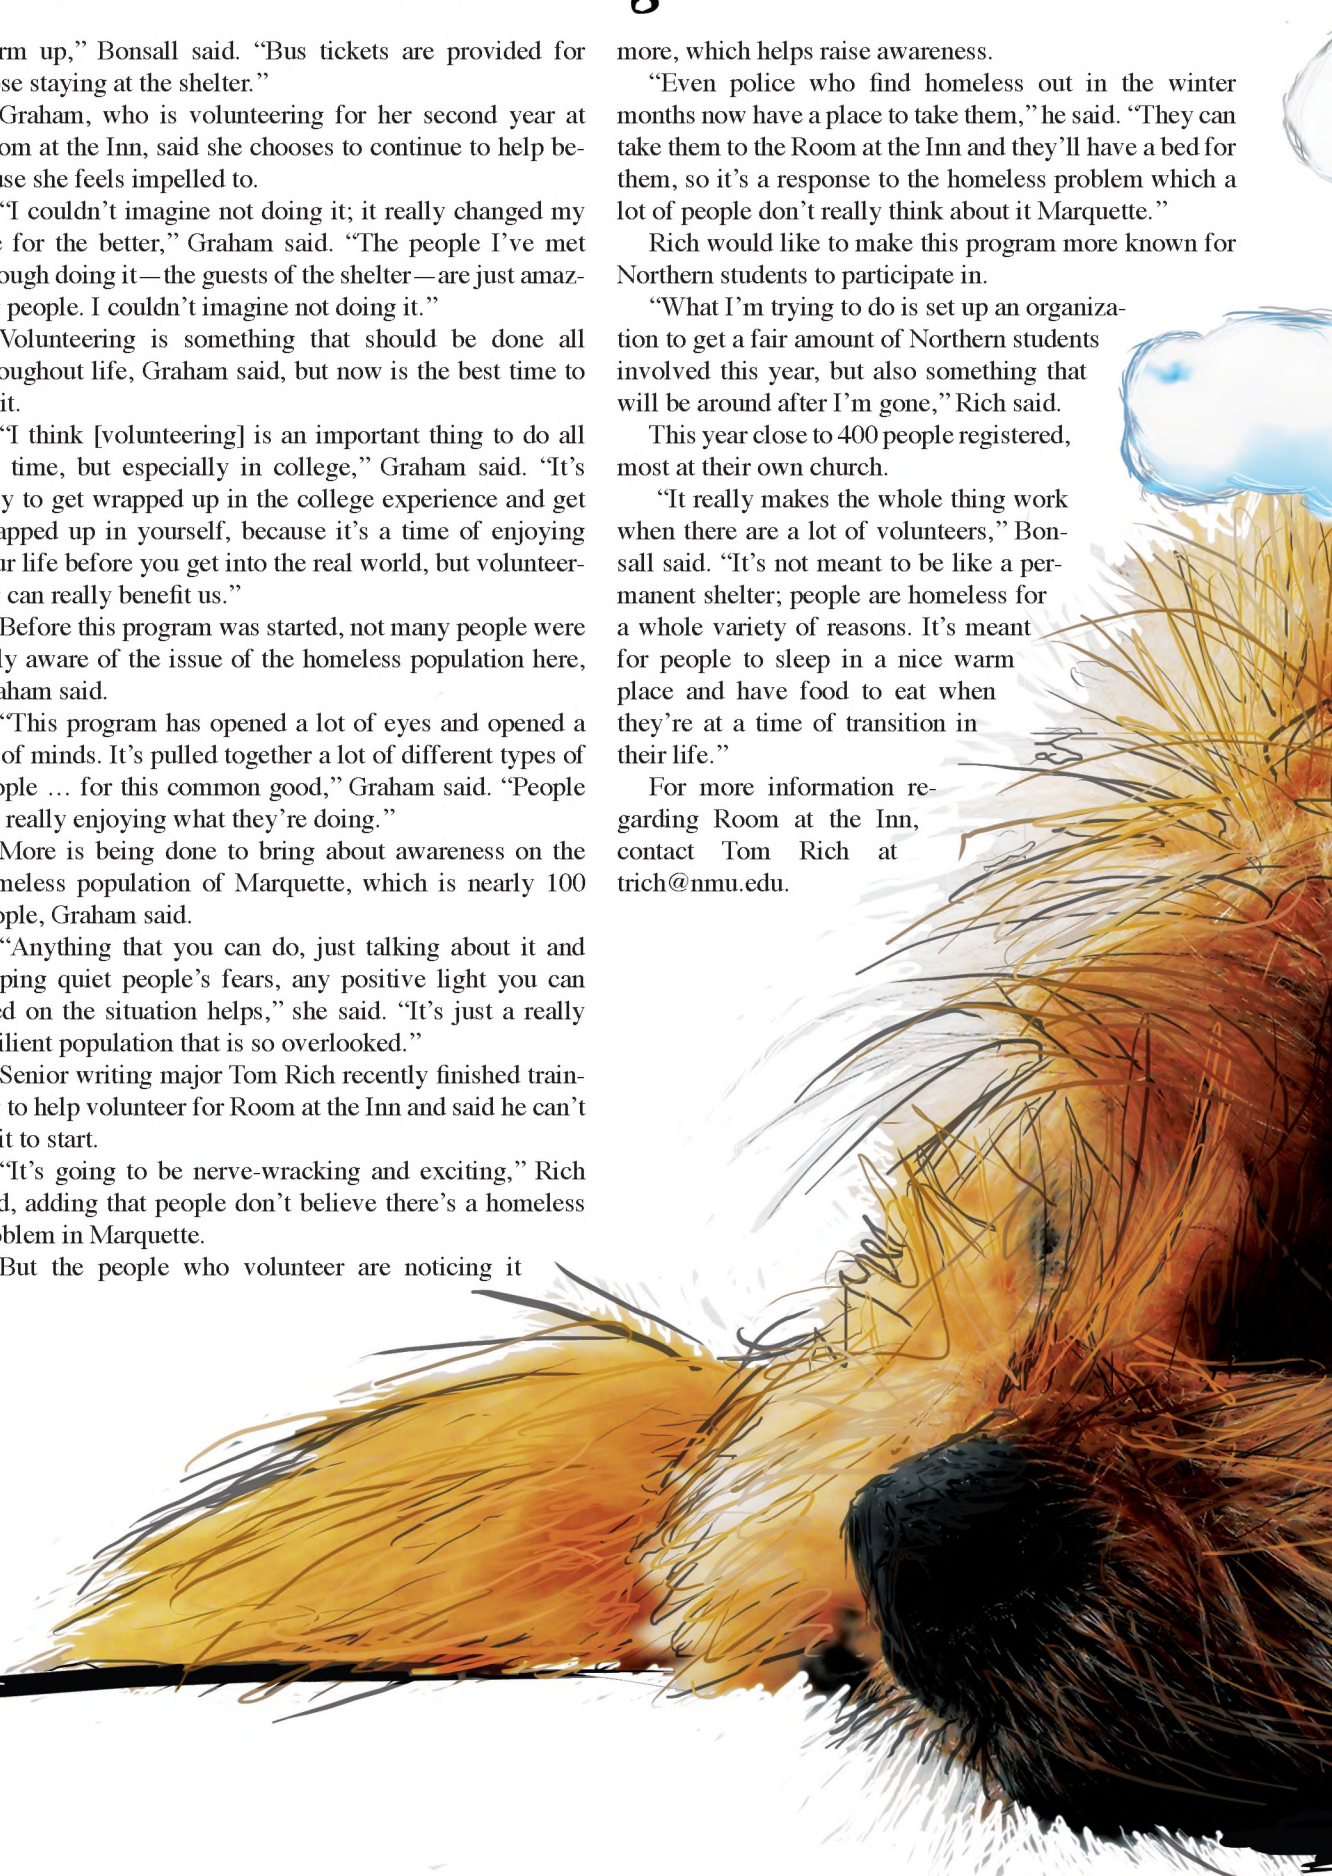 rm up,” Bonsall said. “Bus tickets are provided for
se staying at the shelter.”
Graham, who is volunteering for her second year at
om at the Inn, said she chooses to continue to help be-
use she feels impelled to.
“I couldn’t imagine not doing it; it really changed my
e for the better,” Graham said. “The people I’ve met
ough doing it—the guests of the shelter—are just amaz-
people. I couldn’t imagine not doing it.”
Volunteering is something that should be done all
oughout life, Graham said, but now is the best time to
it.
“I think [volunteering] is an important thing to do all
time, but especially in college,” Graham said. “It’s
y to get wrapped up in the college experience and get
apped up in yourself, because it’s a time of enjoying
ur life before you get into the real world, but volunteer-
can really benefit us.”
Before this program was started, not many people were
ly aware of the issue of the homeless population here,
aham said.
“This program has opened a lot of eyes and opened a
of minds. It’s pulled together a lot of different types of
ople … for this common good,” Graham said. “People
really enjoying what they’re doing.”
More is being done to bring about awareness on the
meless population of Marquette, which is nearly 100
ople, Graham said.
“Anything that you can do, just talking about it and
ping quiet people’s fears, any positive light you can
ed on the situation helps,” she said. “It’s just a really
ilient population that is so overlooked.”
Senior writing major Tom Rich recently finished train-
to help volunteer for Room at the Inn and said he can’t
it to start.
“It’s going to be nerve-wracking and exciting,” Rich
d, adding that people don’t believe there’s a homeless
oblem in Marquette.
But the people who volunteer are noticing it
more, which helps raise awareness.
“Even police who find homeless out in the winter
months now have a place to take them,” he said. “They can
take them to the Room at the Inn and they’ll have a bed for
them, so it’s a response to the homeless problem which a
lot of people don’t really think about it Marquette.”
Rich would like to make this program more known for
Northern students to participate in.
“What I’m trying to do is set up an organiza-
tion to get a fair amount of Northern students
involved this year, but also something that
will be around after I’m gone,” Rich said.
This year close to 400 people registered,
most at their own church.
“It really makes the whole thing work
when there are a lot of volunteers,” Bon-
sall said. “It’s not meant to be like a per-
manent shelter; people are homeless for
a whole variety of reasons. It’s meant
for people to sleep in a nice warm
place and have food to eat when
they’re at a time of transition in
their life.”
For more information re-
garding Room at the Inn,
contact Tom Rich at
trich@nmu.edu.